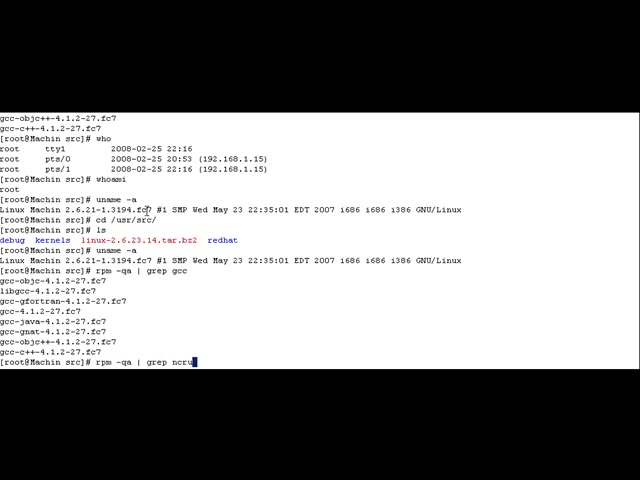 gcc-objc++-4.1.2-27.fc7
gcc-c++-4.1.2-27.fc7
[root@Machin src]# who
root     tty1         2008-02-25 22:16
root     pts/0        2008-02-25 20:53 (192.168.1.15)
root     pts/1        2008-02-25 22:16 (192.168.1.15)
[root@Machin src]# whoami
root
[root@Machin src]# uname -a
Linux Machin 2.6.21-1.3194.fc7 #1 SMP Wed May 23 22:35:01 EDT 2007 i686 i686 i386 GNU/Linux
[root@Machin src]# cd /usr/src/
[root@Machin src]# ls
debug  kernels  linux-2.6.23.14.tar.bz2  redhat
[root@Machin src]# uname -a
Linux Machin 2.6.21-1.3194.fc7 #1 SMP Wed May 23 22:35:01 EDT 2007 i686 i686 i386 GNU/Linux
[root@Machin src]# rpm -qa | grep gcc
gcc-objc-4.1.2-27.fc7
libgcc-4.1.2-27.fc7
gcc-gfortran-4.1.2-27.fc7
gcc-4.1.2-27.fc7
gcc-java-4.1.2-27.fc7
gcc-gnat-4.1.2-27.fc7
gcc-objc++-4.1.2-27.fc7
gcc-c++-4.1.2-27.fc7
[root@Machin src]# rpm -qa | grep ncru